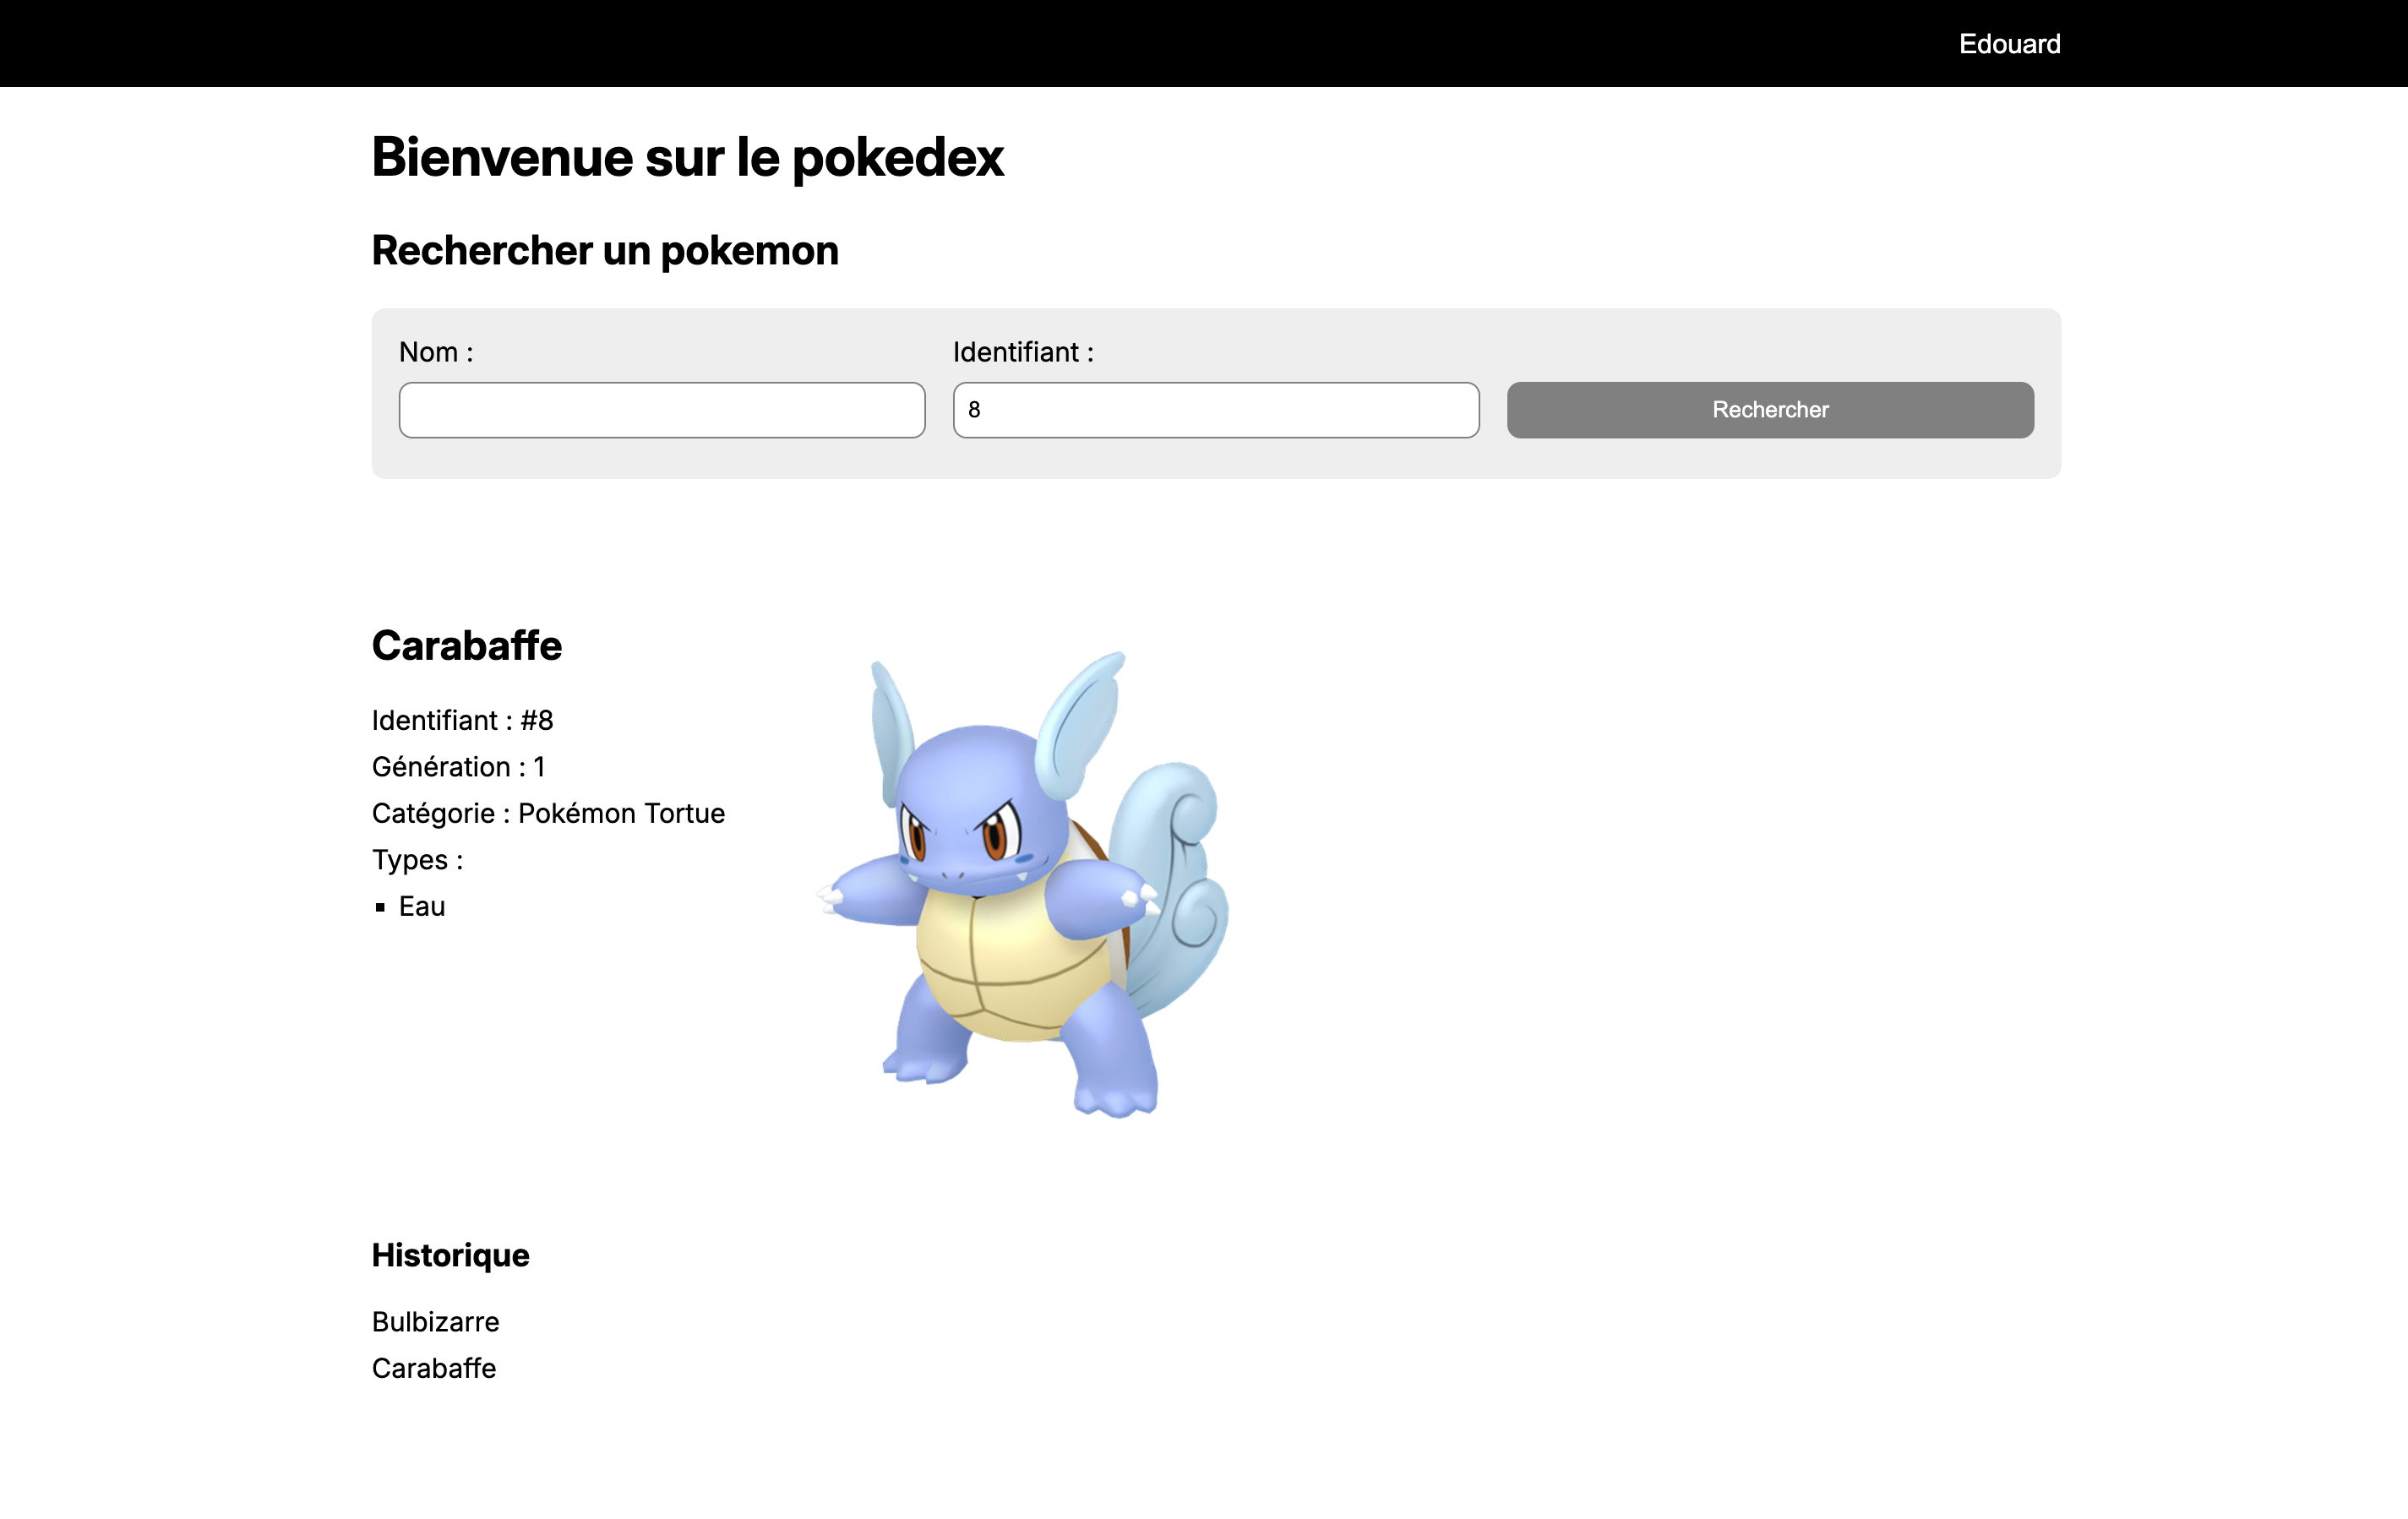 Edouard
Bienvenue sur le pokedex
Rechercher un pokemon
Nom :
Identifiant :
8
Rechercher
Carabaffe
Identifiant : #8
Génération : 1
Catégorie : Pokémon Tortue
Types :
▪ Eau
Historique
Bulbizarre
Carabaffe